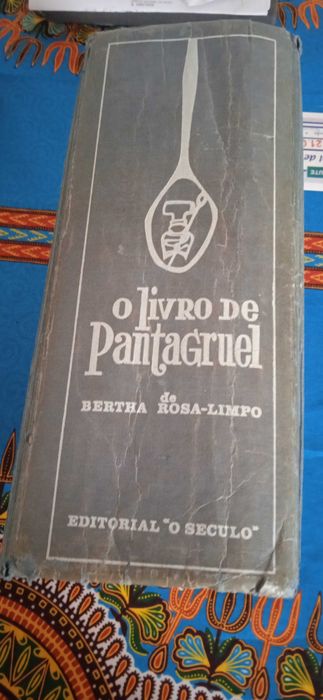 O LIVRO DE
PANTAGRUEL
de
BERTHA ROSA-LIMPO
EDITORIAL "O SECULO"